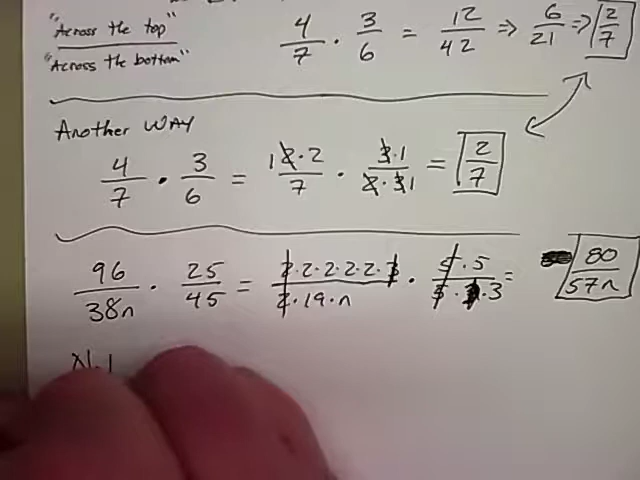 "Across the top"
"Across the bottom"
4/7 · 3/6 = 12/42 ⇒ 6/21 ⇒ 2/7
Another WAY
4/7 · 3/6 = 1 2·2/7 · 3·1/2·3 1 = 2/7
96/38n · 25/45 = 2·2·2·2·2·3/2·19·n · 5·5/5·3·3 = 80/57n